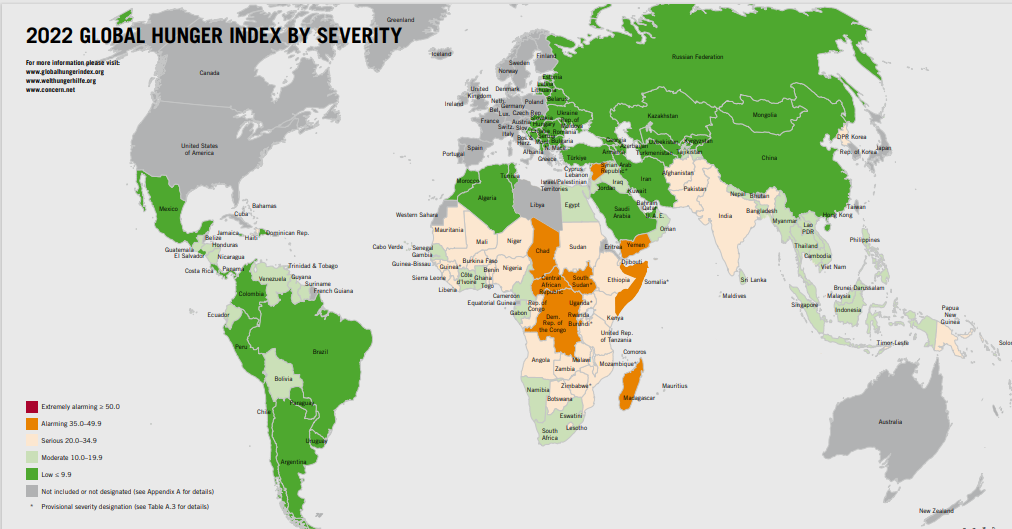 2022 GLOBAL HUNGER INDEX BY SEVERITY
For more information please visit:
www.globalhungerindex.org
www.welthungerhilfe.org
www.concern.net
Greenland
Iceland
Canada
United States
of America
Mexico
Bahamas
Cuba
Jamaica
Haiti
Dominican Rep.
Belize
Honduras
Guatemala
El Salvador
Nicaragua
Costa Rica
Panama
Trinidad & Tobago
Guyana
Suriname
French Guiana
Venezuela
Colombia
Ecuador
Peru
Brazil
Bolivia
Paraguay
Chile
Uruguay
Argentina
Finland
Sweden
Norway
Estonia
Latvia
Lithuania
Denmark
United
Kingdom
Ireland
Neth.
Bel.
Lux.
Germany
Poland
Belarus
Czech Rep.
Ukraine
Slovakia
Rep. of
Moldova
France
Switz.
Austria
Hungary
Romania
Slov.
Croatia
Italy
Bulgaria
Albania
N. Mac.
Greece
Spain
Portugal
Russian Federation
Kazakhstan
Mongolia
Georgia
Azerbaijan
Armenia
Uzbekistan
Kyrgyzstan
Turkmenistan
Tajikistan
Türkiye
Cyprus
Lebanon
Syrian Arab
Republic*
Israel/Palestinian
Territories
Jordan
Iraq
Iran
Kuwait
Bahrain
Qatar
U.A.E.
Saudi
Arabia
Oman
Yemen
Afghanistan
Pakistan
India
Nepal
Bhutan
Bangladesh
Sri Lanka
Maldives
China
DPR Korea
Rep. of Korea
Japan
Taiwan
Hong Kong
Myanmar
Lao
PDR
Thailand
Cambodia
Viet Nam
Philippines
Brunei Darussalam
Malaysia
Singapore
Indonesia
Timor-Leste
Papua
New
Guinea
Australia
New Zealand
Morocco
Tunisia
Algeria
Libya
Egypt
Western Sahara
Mauritania
Mali
Niger
Chad
Sudan
Eritrea
Djibouti
Cabo Verde
Senegal
Gambia
Guinea-Bissau
Guinea*
Sierra Leone
Liberia
Burkina Faso
Côte
d'Ivoire
Ghana
Togo
Benin
Nigeria
Cameroon
Equatorial Guinea
Gabon
Rep. of
Congo
Central
African
Republic
South
Sudan*
Ethiopia
Somalia*
Uganda*
Rwanda
Burundi*
Kenya
Dem.
Rep. of
the Congo
United Rep.
of Tanzania
Comoros
Angola
Zambia
Malawi
Mozambique*
Zimbabwe*
Namibia
Botswana
Madagascar
Mauritius
Eswatini
Lesotho
South
Africa
Extremely alarming ≥ 50.0
Alarming 35.0–49.9
Serious 20.0–34.9
Moderate 10.0–19.9
Low ≤ 9.9
Not included or not designated (see Appendix A for details)
* Provisional severity designation (see Table A.3 for details)